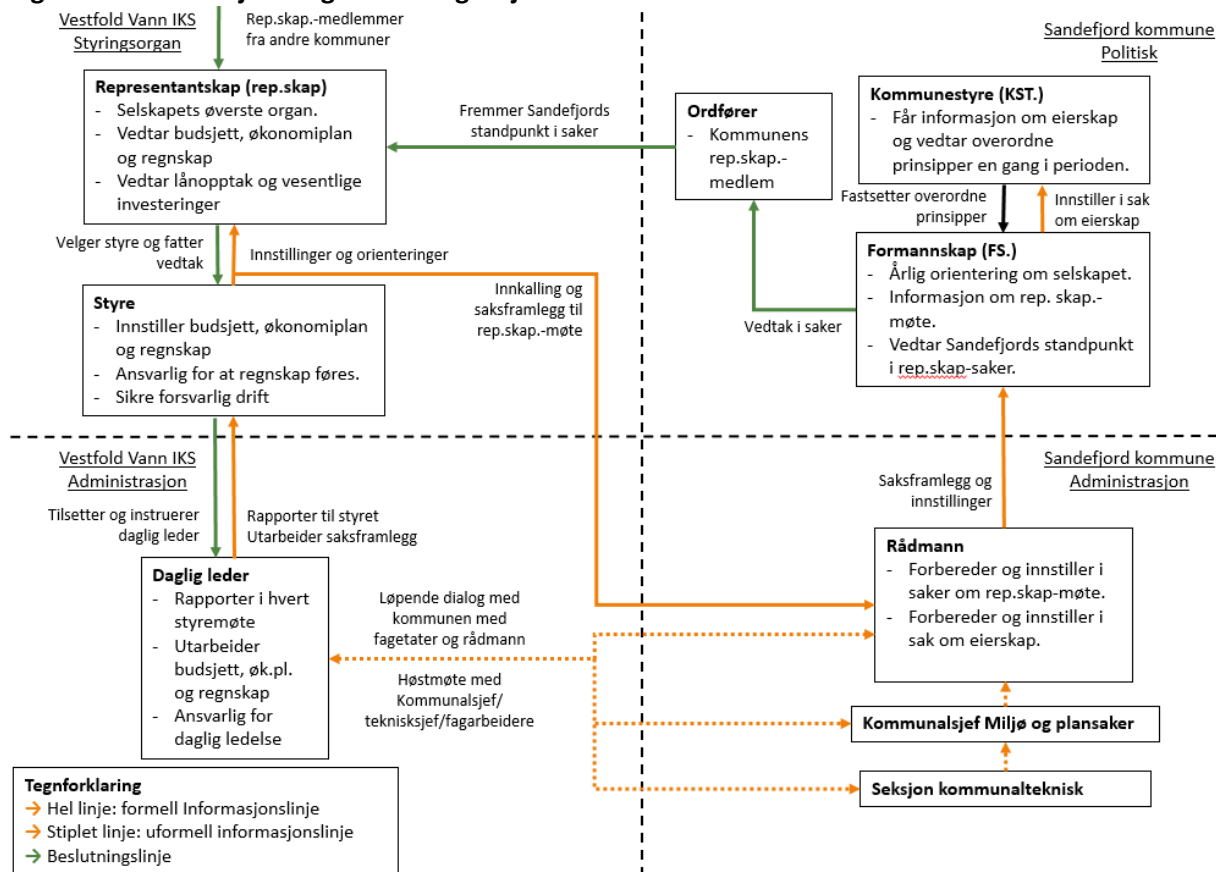 Vestfold Vann IKS
Styringsorgan
Rep.skap.-medlemmer
fra andre kommuner
Sandefjord kommune
Politisk
Representantskap (rep.skap)
- Selskapets øverste organ.
- Vedtar budsjett, økonomiplan
og regnskap
- Vedtar lånopptak og vesentlige
investeringer
Fremmer Sandefjords
standpunkt i saker
Ordfører
- Kommunens
rep.skap.-
medlem
Kommunestyre (KST.)
- Får informasjon om eierskap
og vedtar overordne
prinsipper en gang i perioden.
Fastsetter overordne
prinsipper
Innstiller i sak
om eierskap
Velger styre og fatter
vedtak
Innstillinger og orienteringer
Formannskap (FS.)
- Årlig orientering om selskapet.
- Informasjon om rep. skap.-
møte.
- Vedtar Sandefjords standpunkt
i rep.skap-saker.
Styre
- Innstiller budsjett, økonomiplan
og regnskap
- Ansvarlig for at regnskap føres.
- Sikre forsvarlig drift
Innkalling og
saksframlegg til
rep.skap.-møte
Vedtak i saker
Vestfold Vann IKS
Administrasjon
Sandefjord kommune
Administrasjon
Tilsetter og instruerer
daglig leder
Rapporter til styret
Utarbeider saksframlegg
Saksframlegg og
innstillinger
Daglig leder
- Rapporter i hvert
styremøte
- Utarbeider
budsjett, øk.pl.
og regnskap
- Ansvarlig for
daglig ledelse
Løpende dialog med
kommunen med
fagetater og rådmann
Høstmøte med
Kommunalsjef/
tekniksjef/fagarbeidere
Rådmann
- Forbereder og innstiller i
saker om rep.skap-møte.
- Forbereder og innstiller i
sak om eierskap.
Kommunalsjef Miljø og plansaker
Seksjon kommunalteknisk
Tegnforklaring
→ Hel linje: formell Informasjonslinje
→ Stiplet linje: uformell informasjonslinje
→ Beslutningslinje